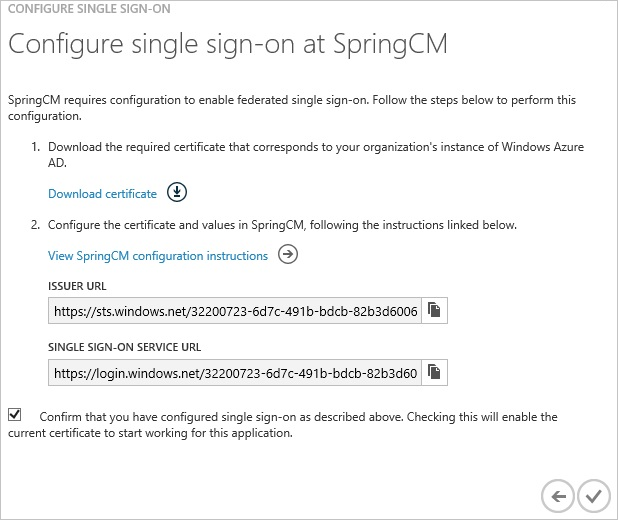 CONFIGURE SINGLE SIGN-ON
Configure single sign-on at SpringCM
SpringCM requires configuration to enable federated single sign-on. Follow the steps below to perform this
configuration.
1. Download the required certificate that corresponds to your organization's instance of Windows Azure
AD.
Download certificate
2. Configure the certificate and values in SpringCM, following the instructions linked below.
View SpringCM configuration instructions
ISSUER URL
https://sts.windows.net/32200723-6d7c-491b-bdcb-82b3d6006
SINGLE SIGN-ON SERVICE URL
https://login.windows.net/32200723-6d7c-491b-bdcb-82b3d60
Confirm that you have configured single sign-on as described above. Checking this will enable the
current certificate to start working for this application.